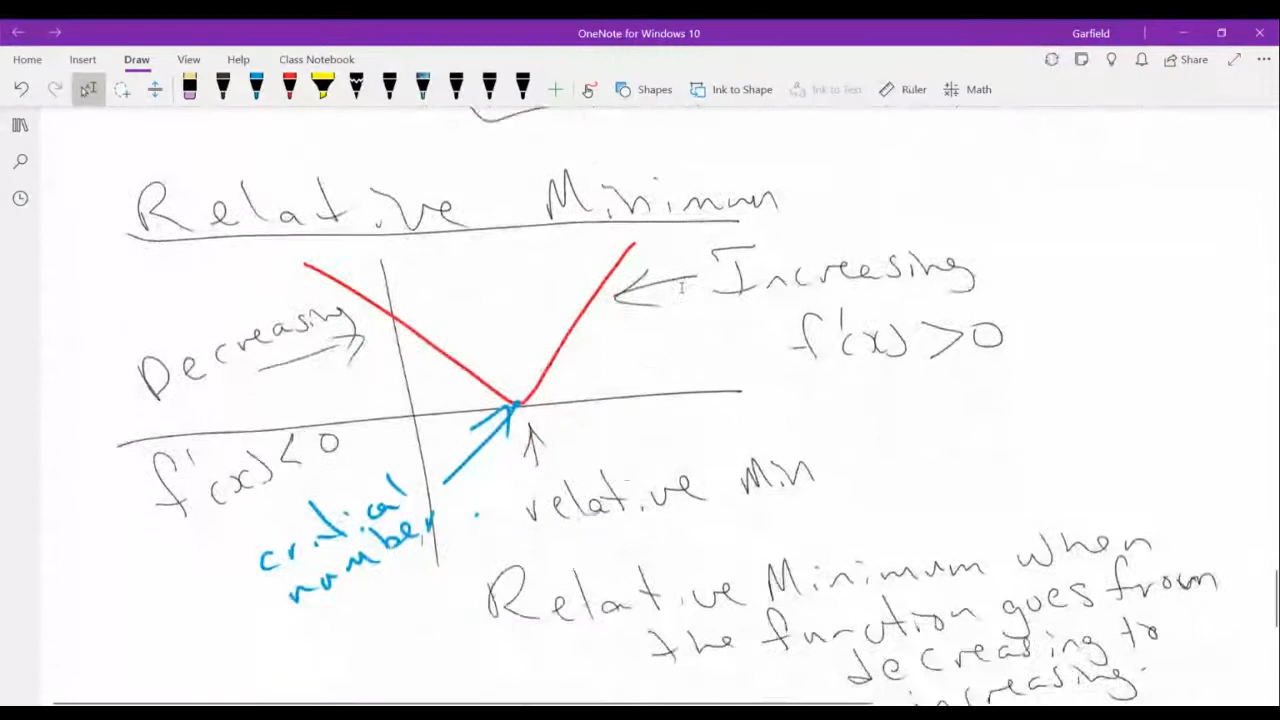 OneNote for Windows 10
Garfield
Home Insert Draw View Help Class Notebook
Share
Shapes Ink to Shape Ink to Text Ruler Math
Relative Minimum
Increasing
f'(x) > 0
Decreasing
f'(x) < 0
critical
number
relative Min
Relative Minimum when
the function goes from
decreasing to
increasing.